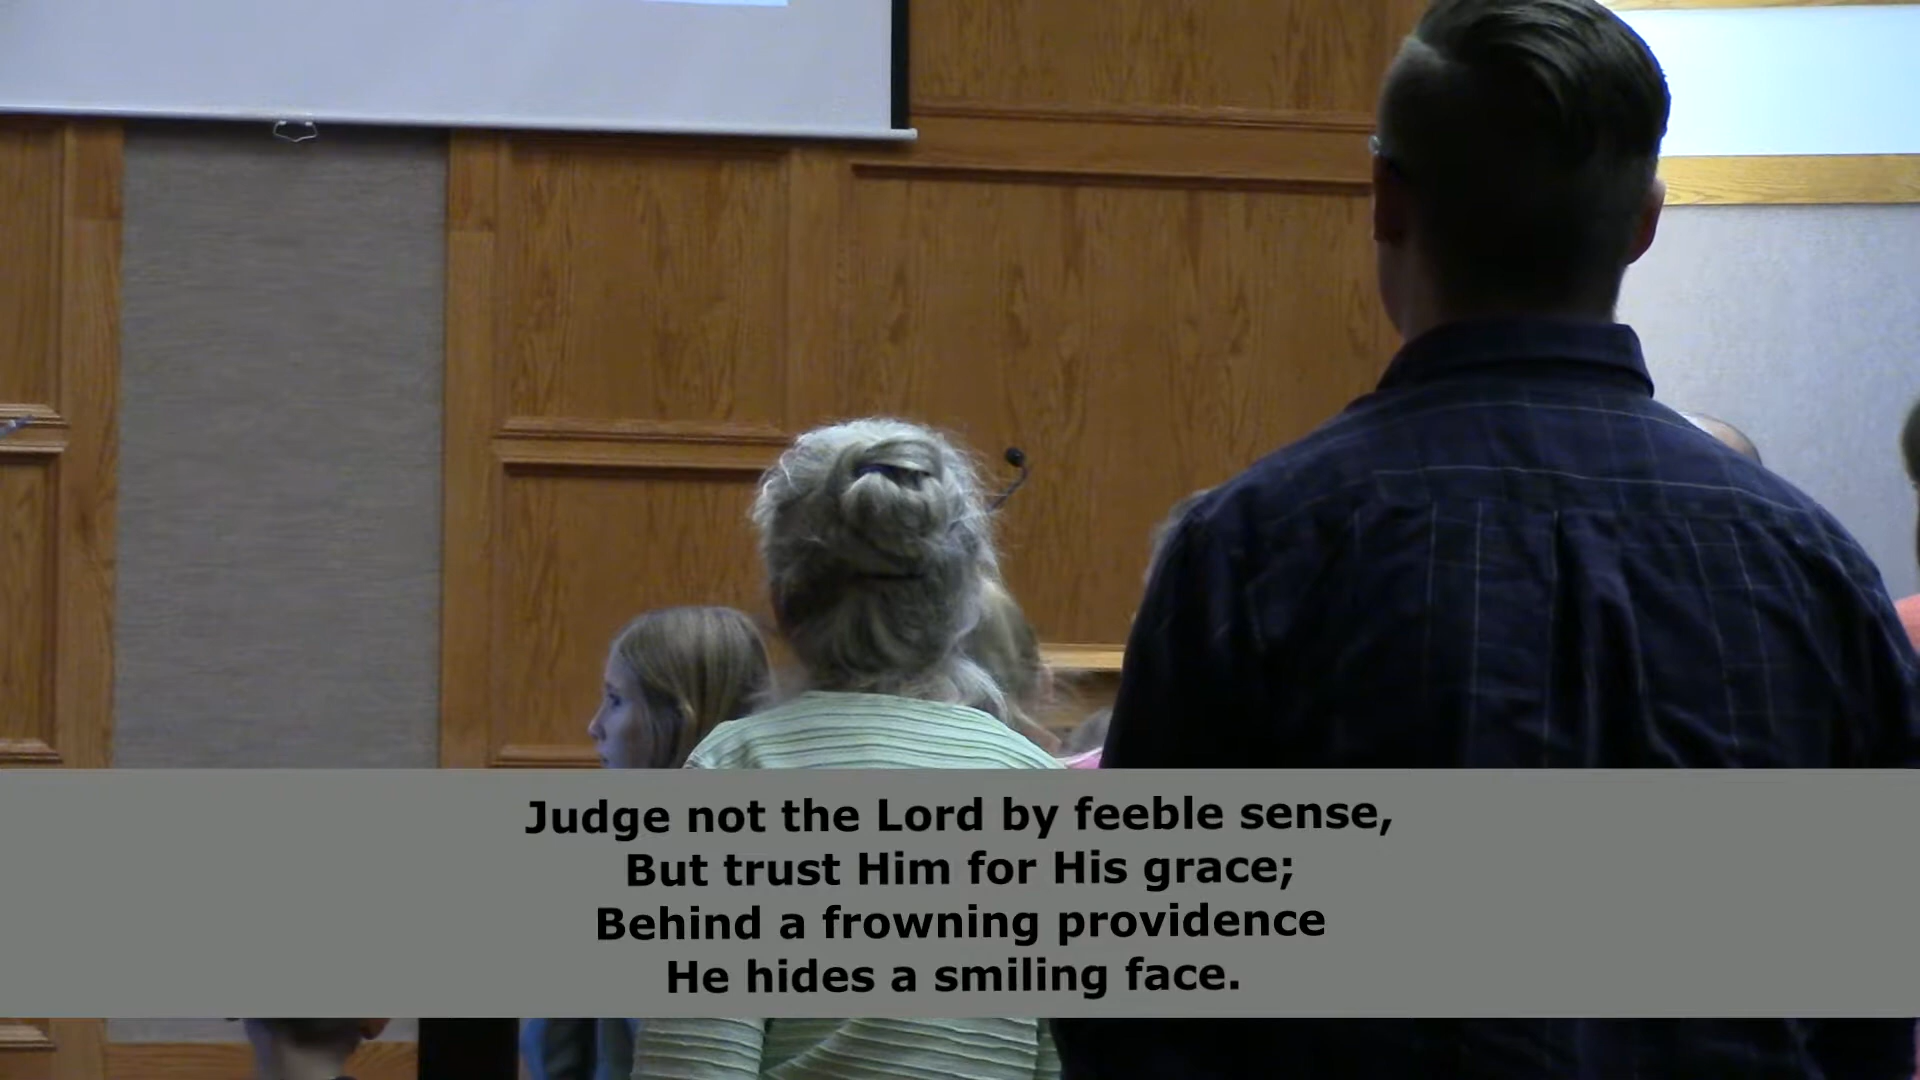 Judge not the Lord by feeble sense,
But trust Him for His grace;
Behind a frowning providence
He hides a smiling face.